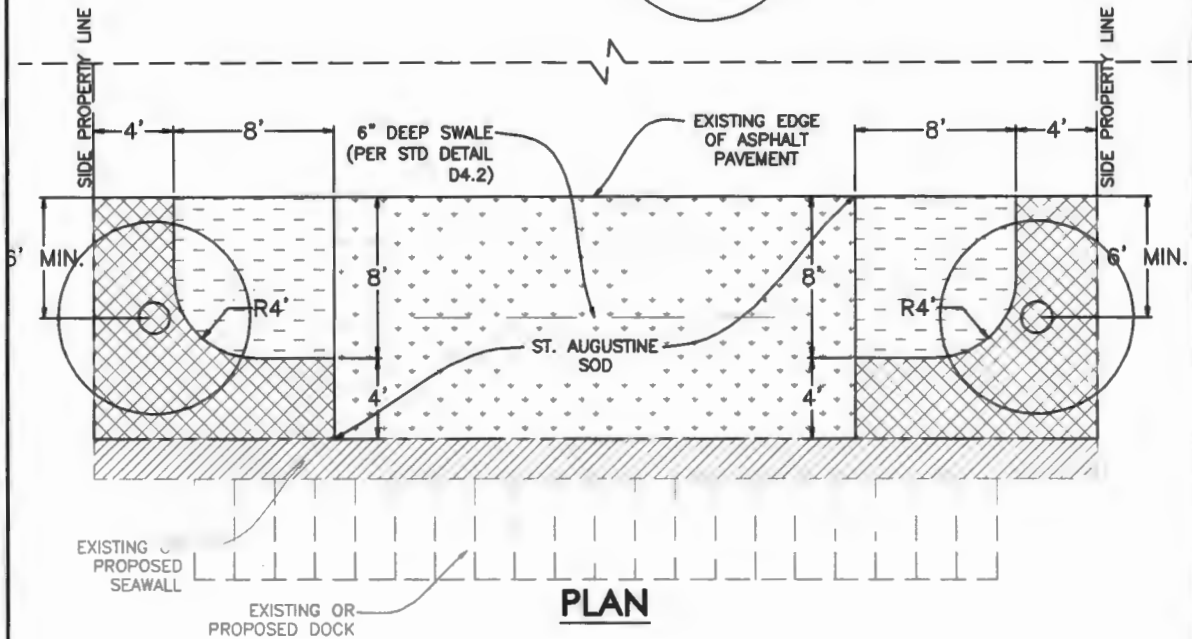 SIDE PROPERTY LINE
SIDE PROPERTY LINE
4'
8'
6" DEEP SWALE
(PER STD DETAIL
D4.2)
EXISTING EDGE
OF ASPHALT
PAVEMENT
8'
4'
6' MIN.
8'
8'
6' MIN.
R4'
R4'
ST. AUGUSTINE
SOD
4'
4'
EXISTING
PROPOSED
SEAWALL
EXISTING OR
PROPOSED DOCK
PLAN